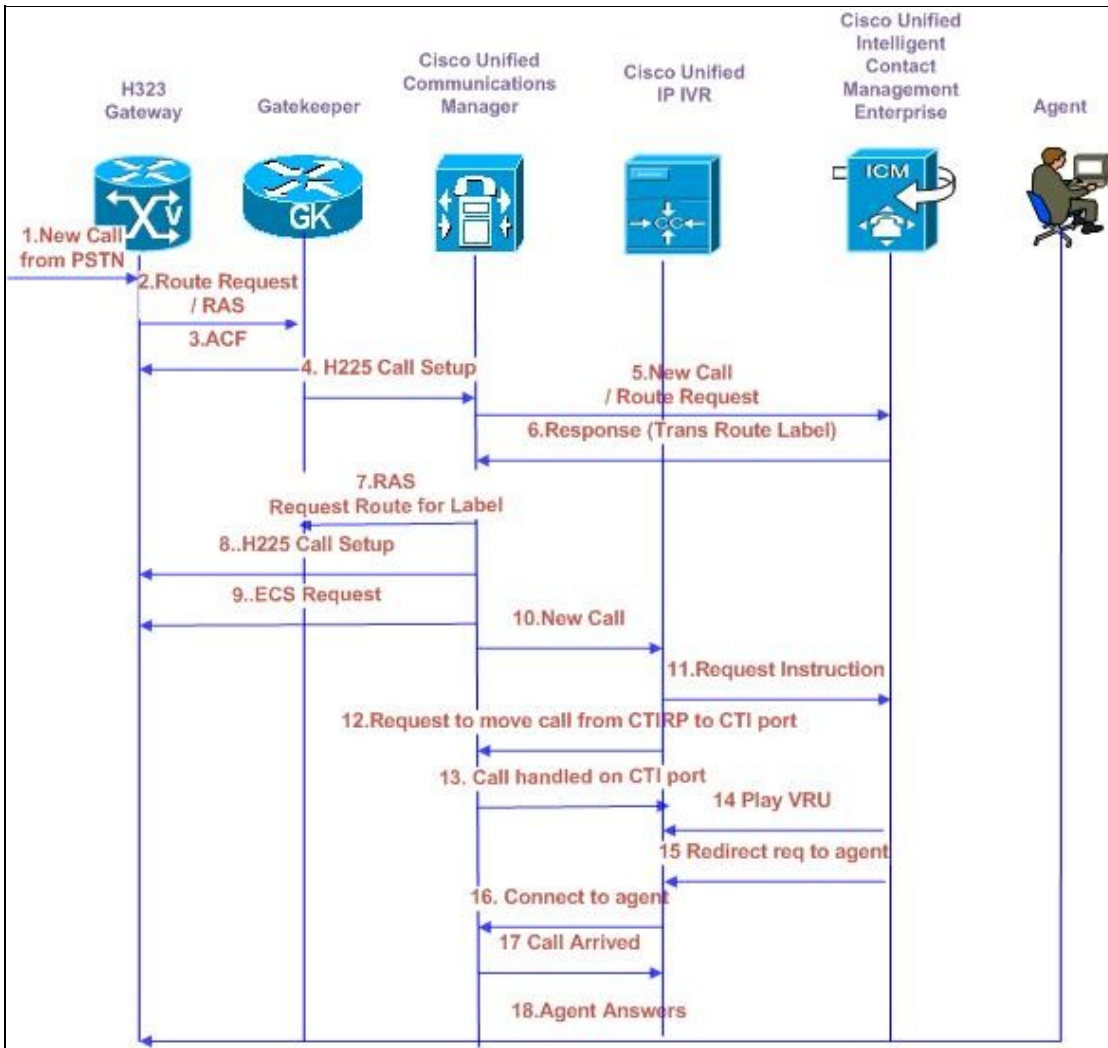 H323
Gateway
Gatekeeper
Cisco Unified
Communications
Manager
Cisco Unified
IP IVR
Cisco Unified
Intelligent
Contact
Management
Enterprise
Agent
V
GK
CC
ICM
1.New Call
from PSTN
2.Route Request
/ RAS
3.ACF
4. H225 Call Setup
5.New Call
/ Route Request
6.Response (Trans Route Label)
7.RAS
Request Route for Label
8..H225 Call Setup
9..ECS Request
10.New Call
11.Request Instruction
12.Request to move call from CTIRP to CTI port
13. Call handled on CTI port
14 Play VRU
15 Redirect req to agent
16. Connect to agent
17 Call Arrived
18.Agent Answers